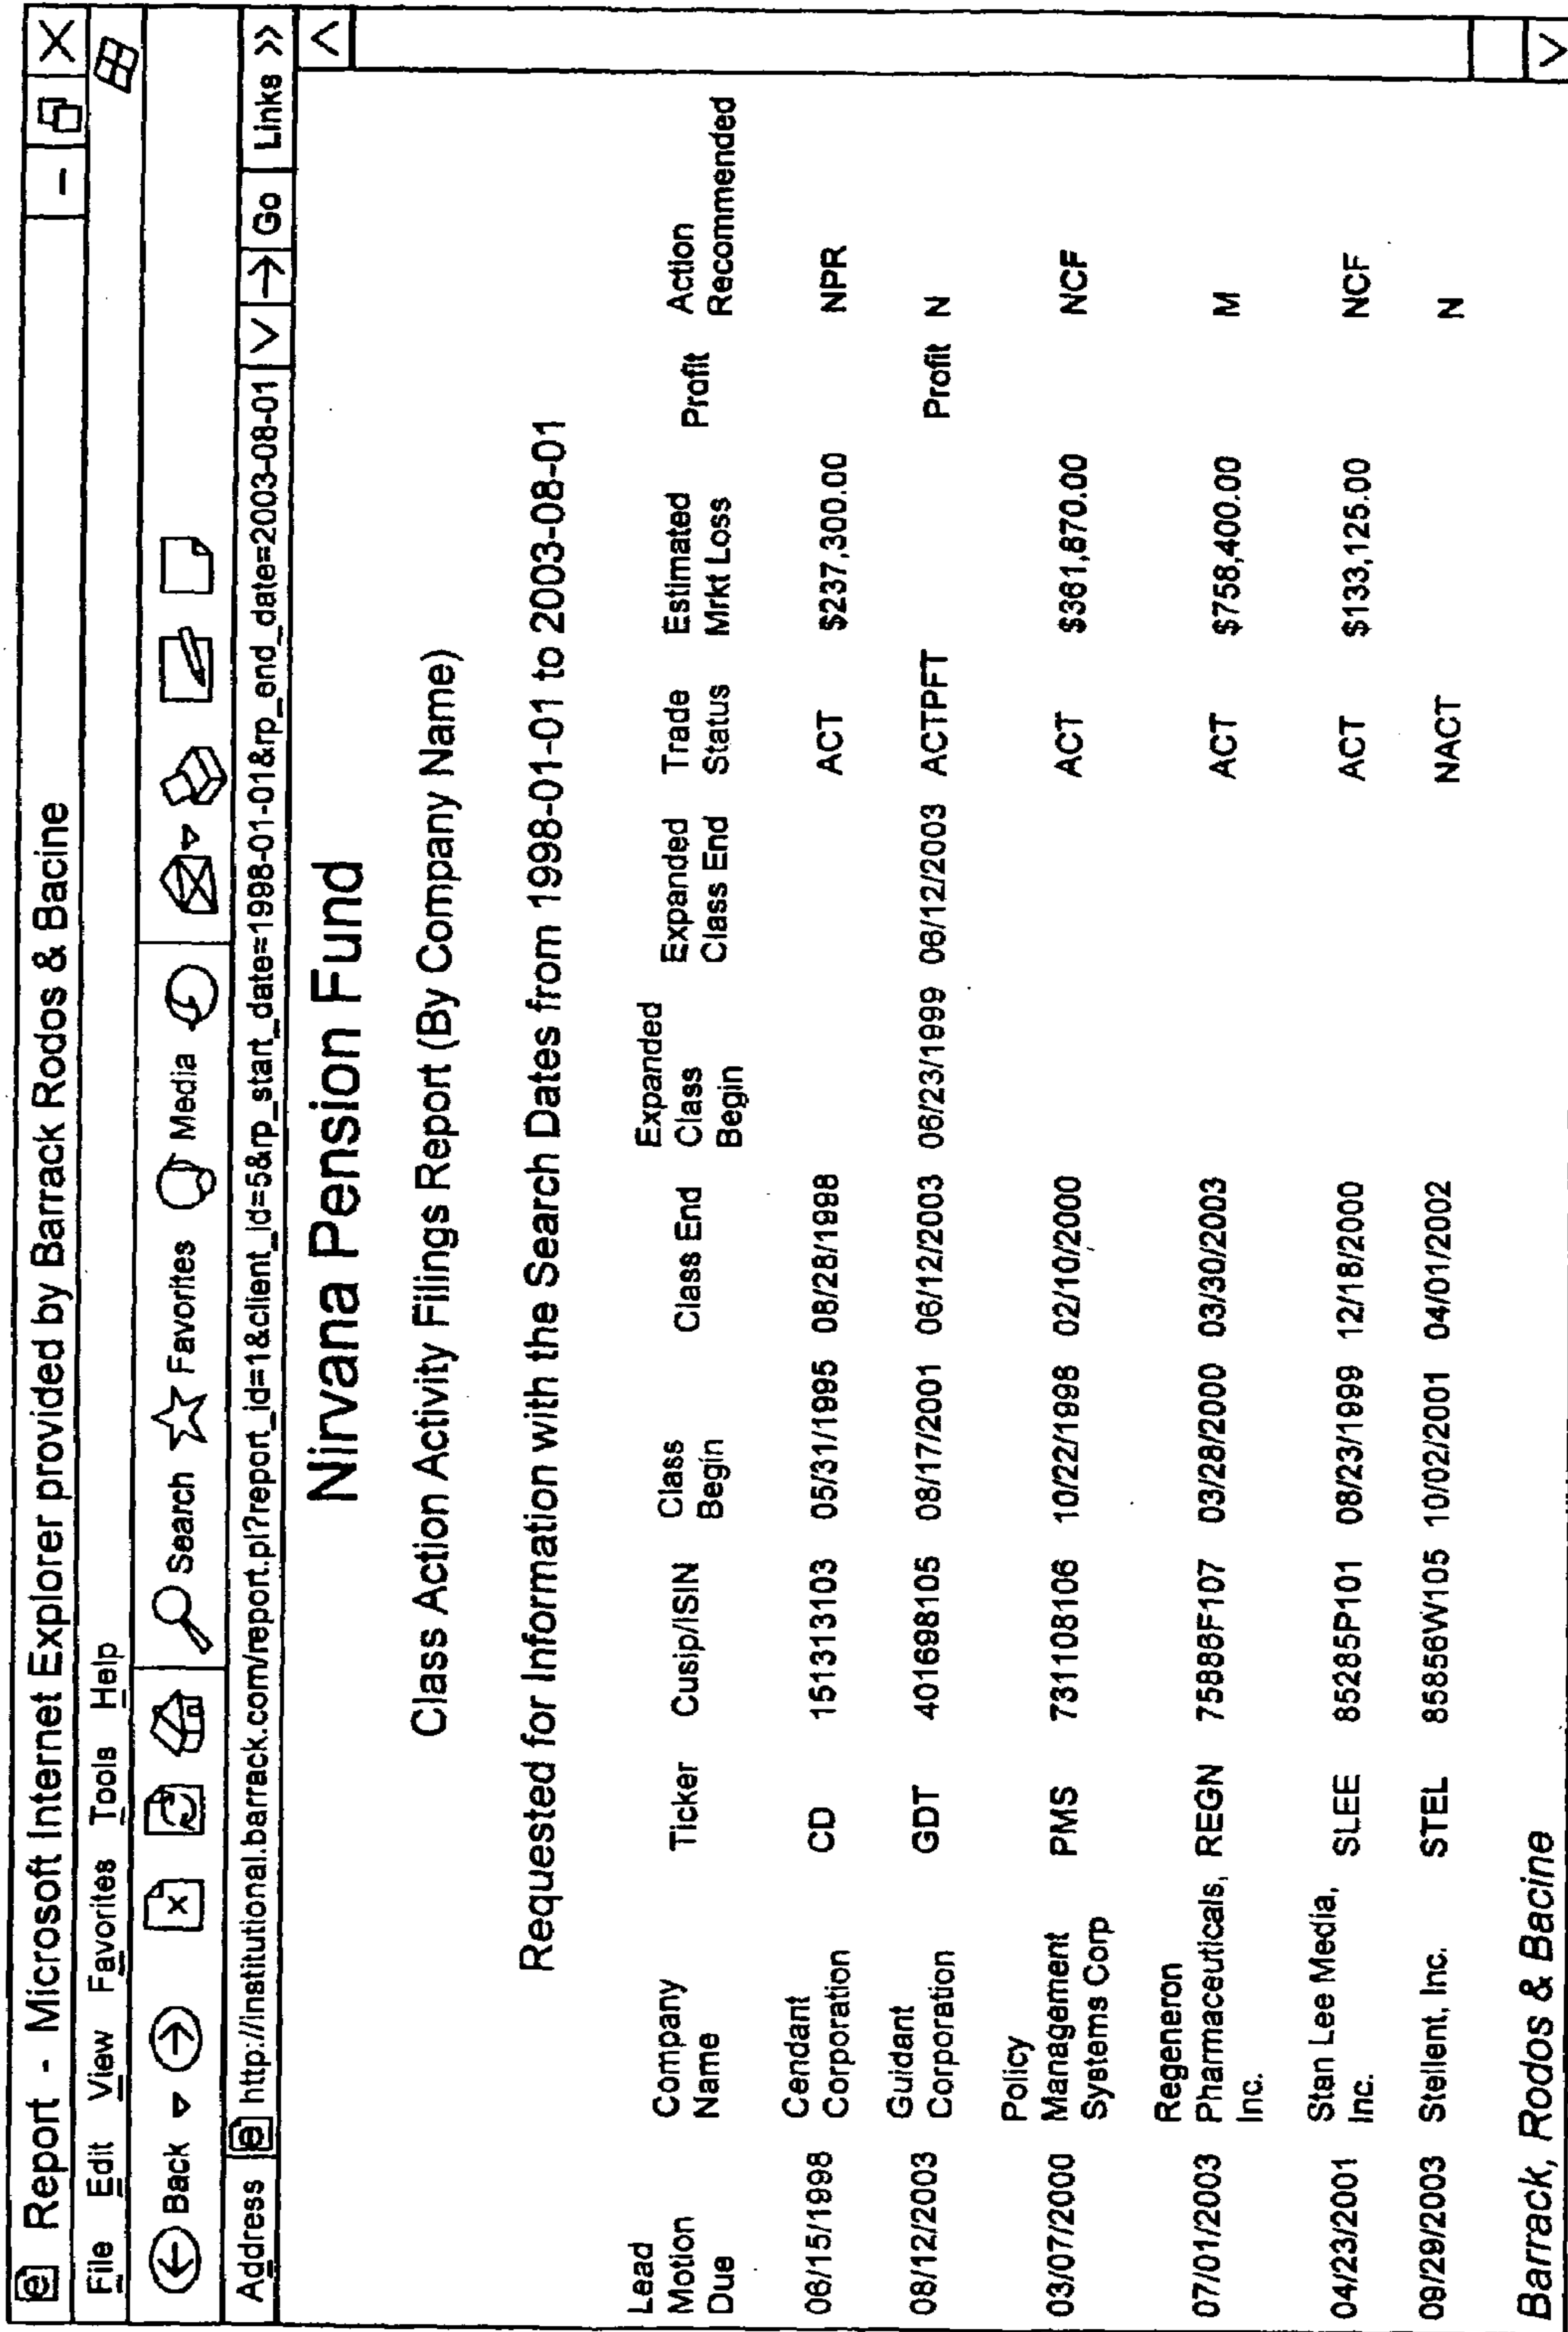 Report - Microsoft Internet Explorer provided by Barrack Rodos & Bacine
File Edit View Favorites Tools Help
Back Search Favorites Media
Address http://institutional.barrack.com/report.pl?report_id=1&client_id=5&rp_start_date=1998-01-01&rp_end_date=2003-08-01 Go Links >>
Nirvana Pension Fund
Class Action Activity Filings Report (By Company Name)
Requested for Information with the Search Dates from 1998-01-01 to 2003-08-01
Lead Motion Due Company Name Ticker Cusip/ISIN Class Begin Class End Expanded Class Begin Expanded Class End Trade Status Estimated Mrkt Loss Profit Action Recommended
06/15/1998 Cendant Corporation CD 151313103 05/31/1995 08/28/1998 ACT $237,300.00 NPR
08/12/2003 Guidant Corporation GDT 401698105 08/17/2001 06/12/2003 06/23/1999 06/12/2003 ACTPFT Profit N
03/07/2000 Policy Management Systems Corp PMS 731108106 10/22/1998 02/10/2000 ACT $361,870.00 NCF
07/01/2003 Regeneron Pharmaceuticals, Inc. REGN 75886F107 03/28/2000 03/30/2003 ACT $758,400.00 M
04/23/2001 Stan Lee Media, Inc. SLEE 85285P101 08/23/1999 12/18/2000 ACT $133,125.00 NCF
09/29/2003 Stellent, Inc. STEL 85856W105 10/02/2001 04/01/2002 NACT N
Barrack, Rodos & Bacine